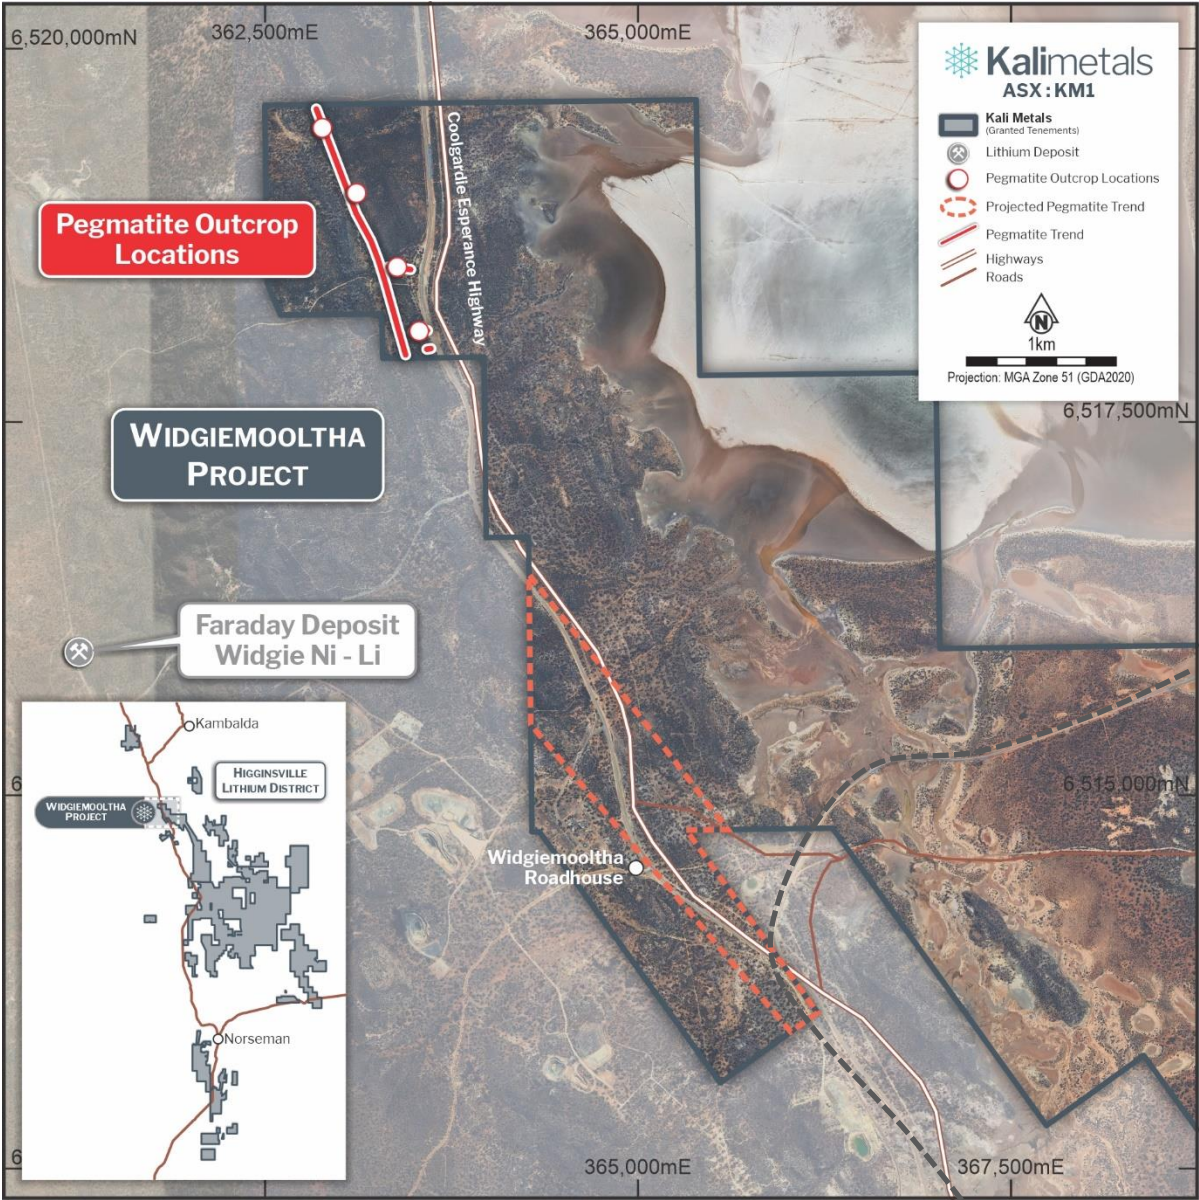 6,520,000mN
362,500mE
365,000mE
Kalimetals
ASX : KM1
Kali Metals
(Granted Tenements)
Lithium Deposit
Pegmatite Outcrop Locations
Projected Pegmatite Trend
Pegmatite Trend
Highways
Roads
N
1km
Projection: MGA Zone 51 (GDA2020)
Coolgardie Esperance Highway
Pegmatite Outcrop
Locations
6,517,500mN
WIDGIEMOOLTHA
PROJECT
Faraday Deposit
Widgie Ni - Li
Kambalda
HIGGINSVILLE
LITHIUM DISTRICT
WIDGIEMOOLTHA
PROJECT
Norseman
6,515,000mN
Widgiemooltha
Roadhouse
6
6
365,000mE
367,500mE